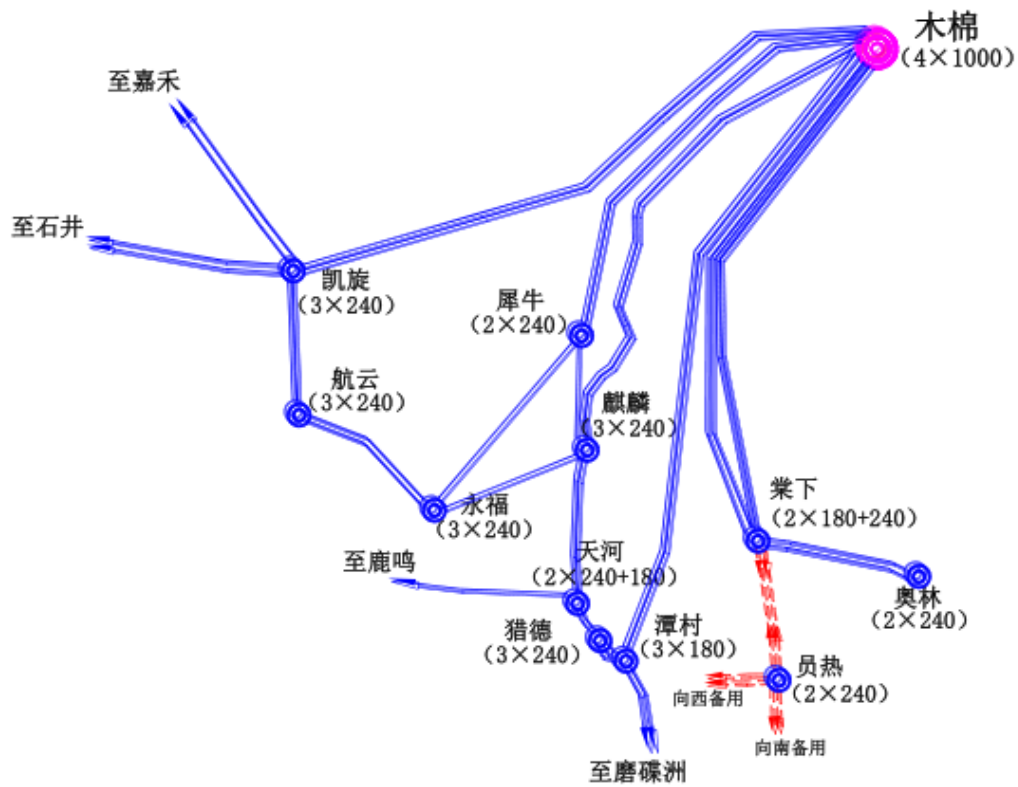 木棉
(4×1000)
至嘉禾
至石井
凯旋
(3×240)
犀牛
(2×240)
航云
(3×240)
麒麟
(3×240)
永福
(3×240)
棠下
(2×180+240)
至鹿鸣
天河
(2×240+180)
奥林
(2×240)
猎德
(3×240)
潭村
(3×180)
员热
(2×240)
向西备用
向南备用
至磨碟洲